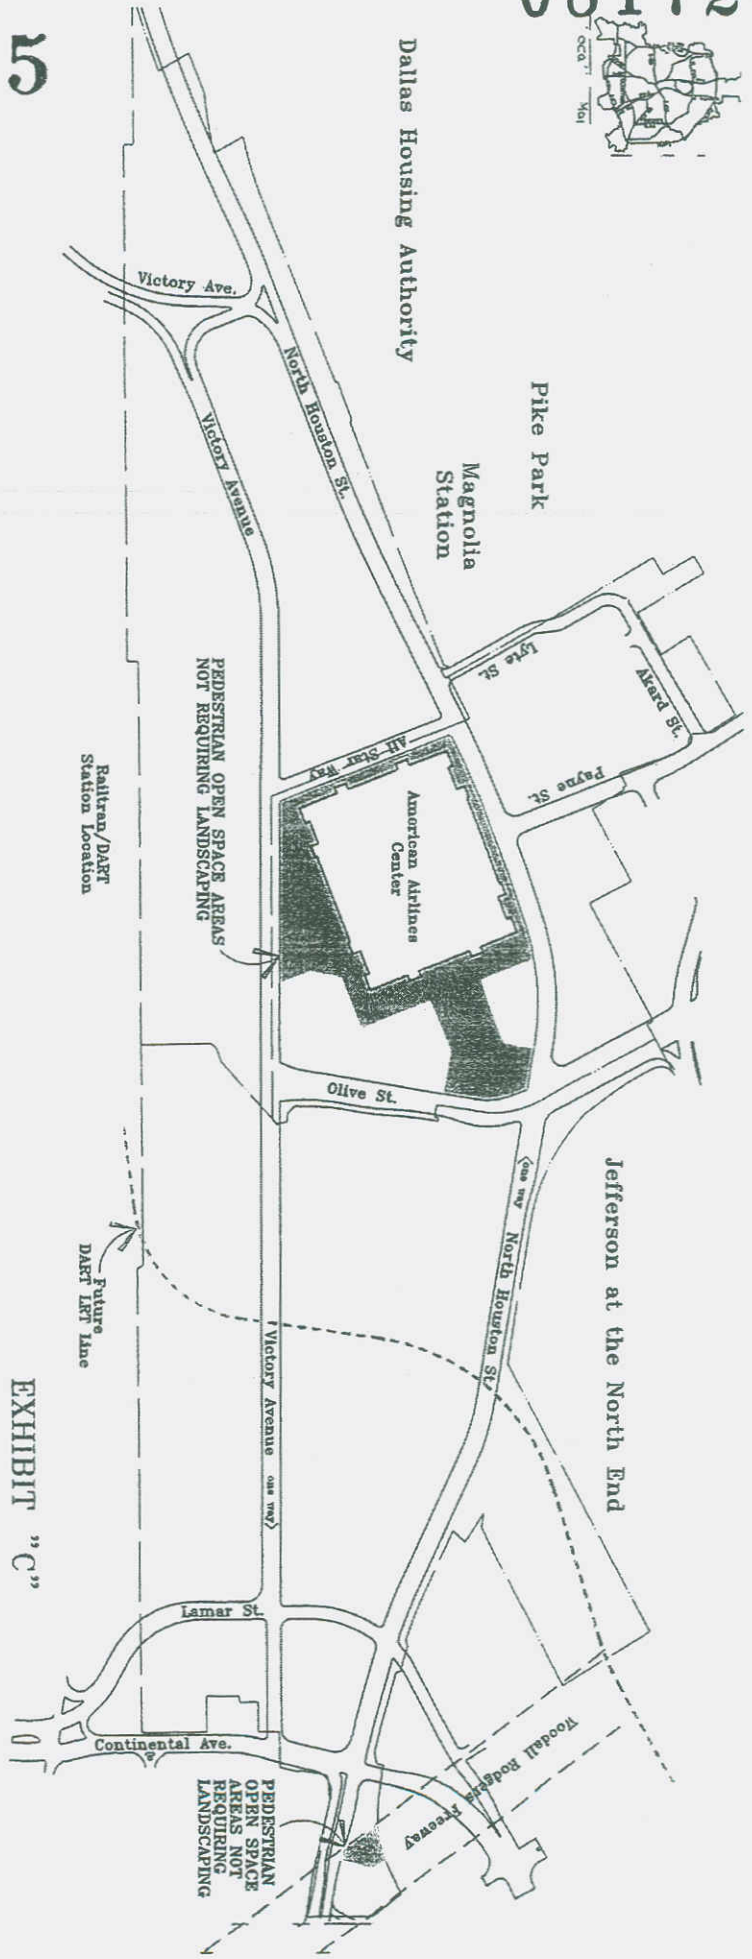 5
Dallas Housing Authority
Pike Park
Magnolia
Station
Jefferson at the North End
Victory Ave.
North Houston St.
Victory Avenue
Lyte St.
Akard St.
Payne St.
All Star Way
American Airlines
Center
PEDESTRIAN OPEN SPACE AREAS
NOT REQUIRING LANDSCAPING
Railtran/DART
Station Location
Olive St.
one way
North Houston St.
Future
DART LRT Line
Victory Avenue
one way
Lamar St.
Continental Ave.
Woodall Rodgers Freeway
PEDESTRIAN
OPEN SPACE
AREAS NOT
REQUIRING
LANDSCAPING
EXHIBIT "C"